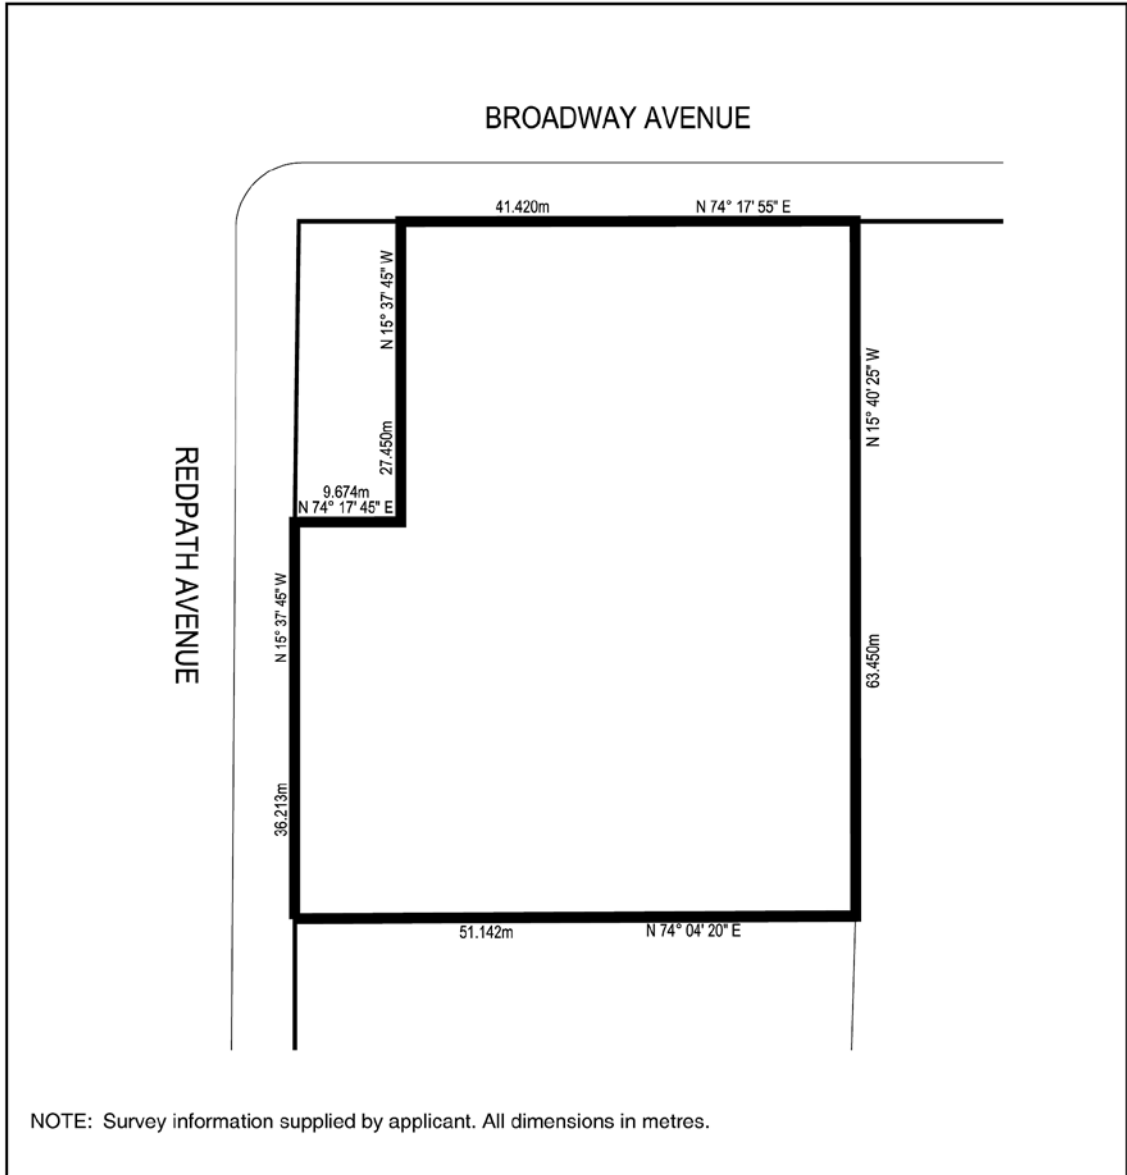 BROADWAY AVENUE
41.420m
N 74° 17' 55" E
N 15° 37' 45" W
27.450m
N 15° 40' 25" W
63.450m
REDPATH AVENUE
9.674m
N 74° 17' 45" E
N 15° 37' 45" W
36.213m
51.142m
N 74° 04' 20" E
NOTE: Survey information supplied by applicant. All dimensions in metres.